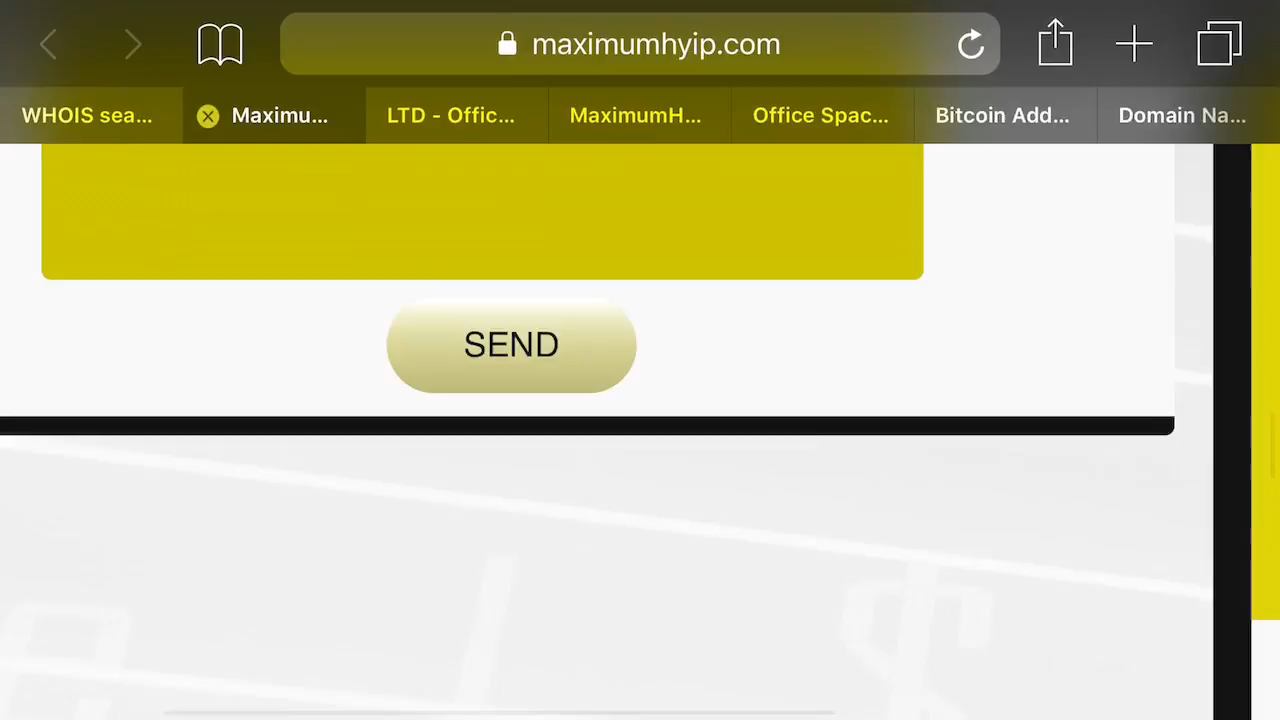 maximumhyip.com
WHOIS sea...
Maximu...
LTD - Offic...
MaximumH...
Office Spac...
Bitcoin Add...
Domain Na...
SEND
$